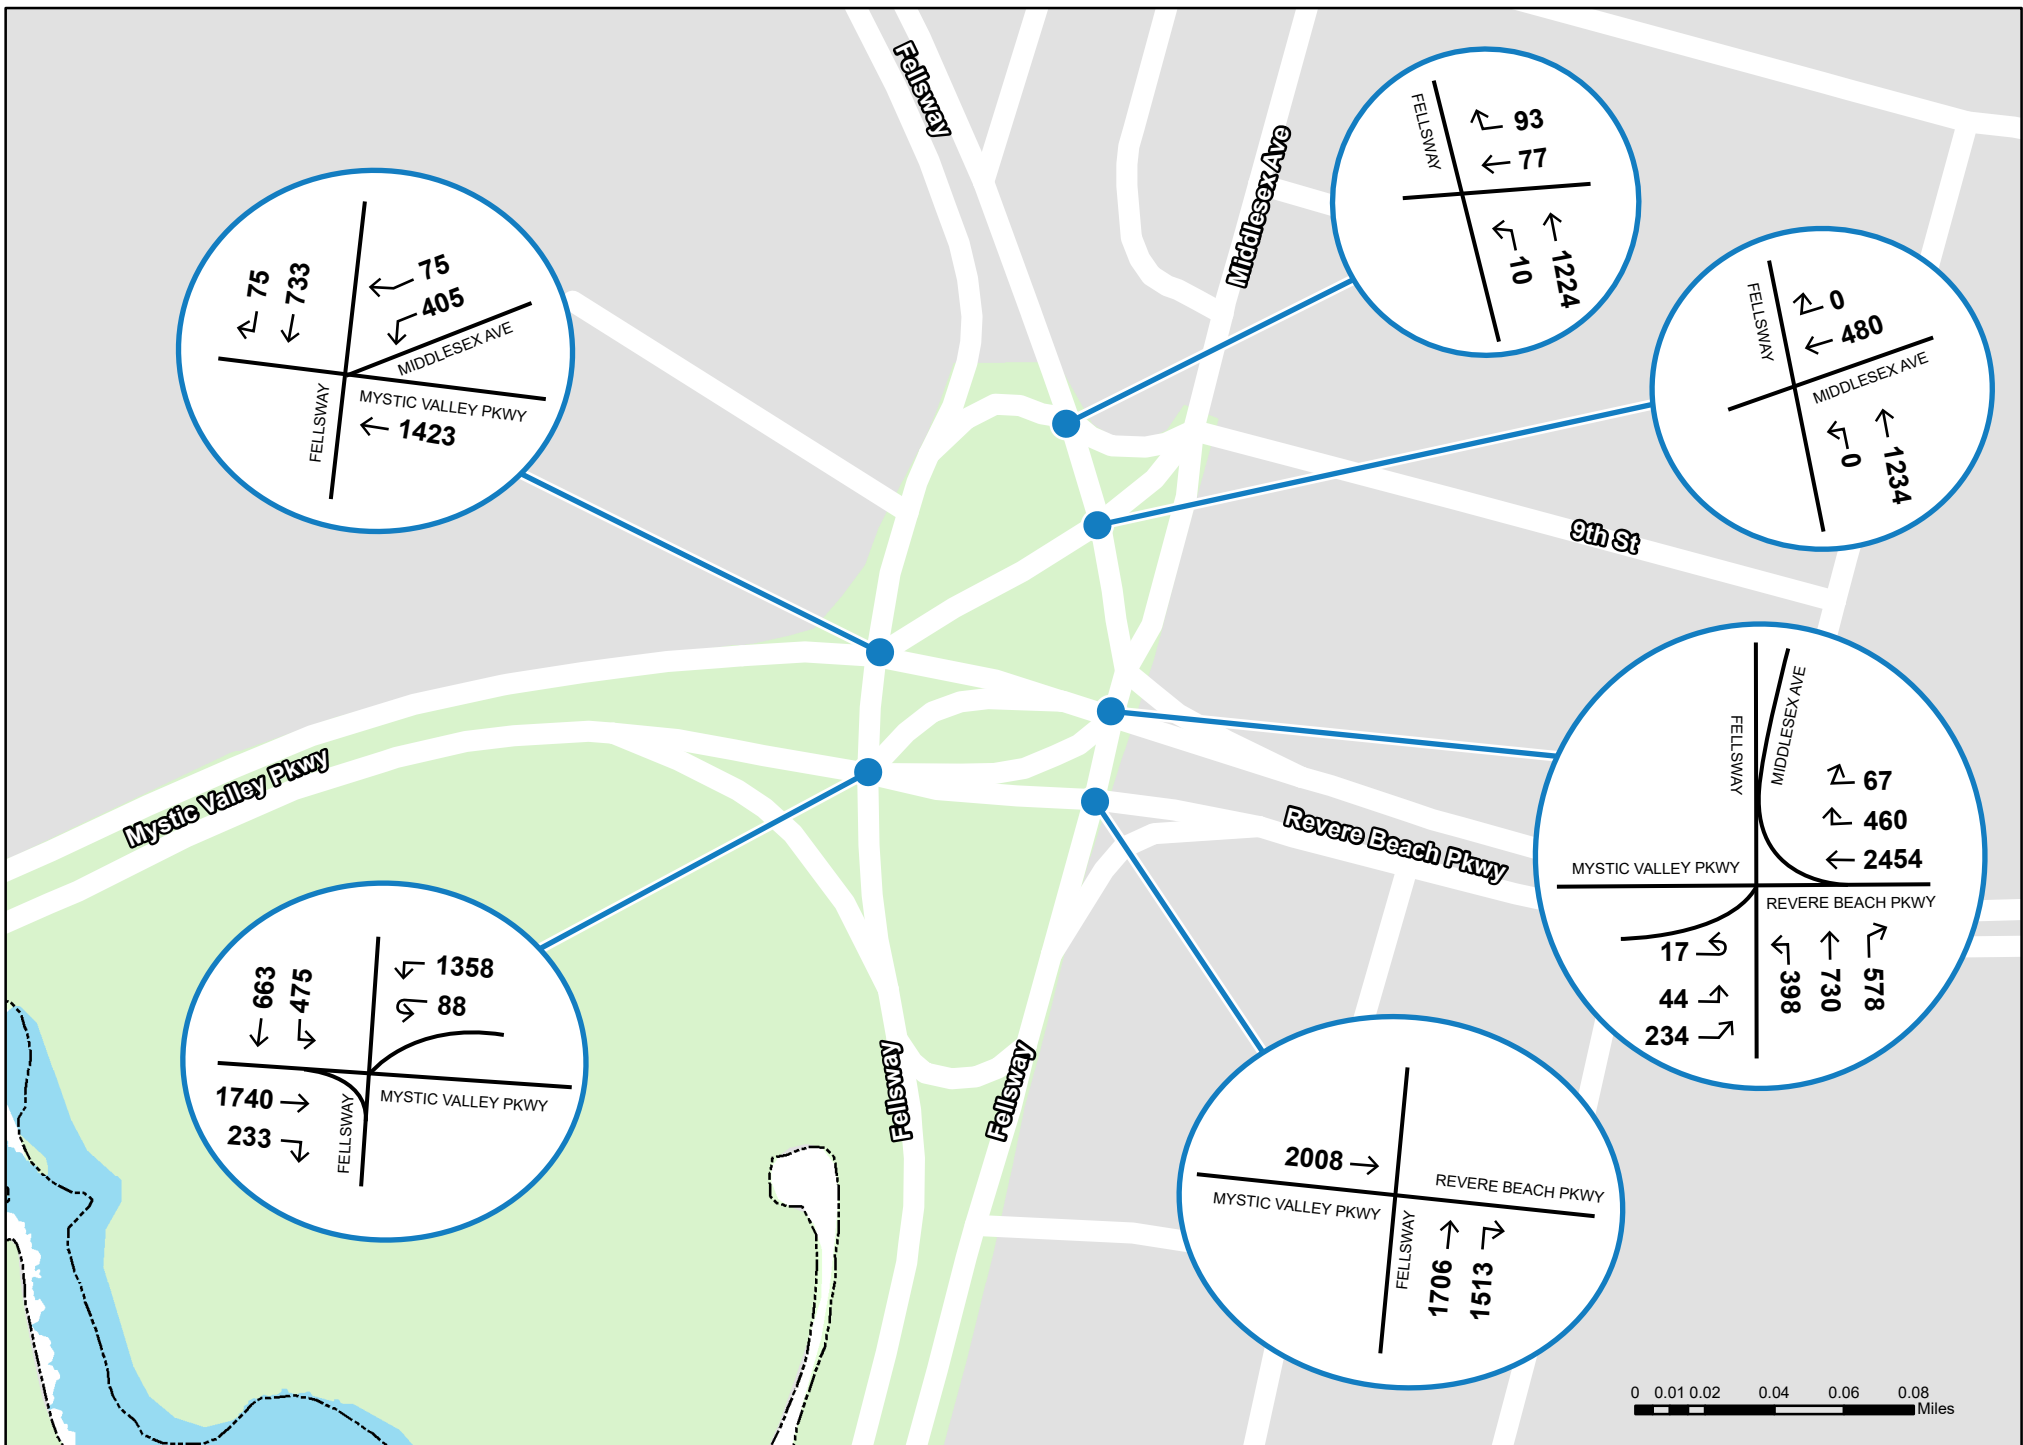 Fellsway
Middlesex Ave
9th St
Mystic Valley Pkwy
Revere Beach Pkwy
Fellsway
Fellsway
FELLSWAY
93
77
10
1224
FELLSWAY
0
480
MIDDLESEX AVE
0
1234
75
733
75
405
MIDDLESEX AVE
MYSTIC VALLEY PKWY
FELLSWAY
1423
FELLSWAY
MIDDLESEX AVE
67
460
2454
MYSTIC VALLEY PKWY
REVERE BEACH PKWY
17
44
234
398
730
578
663
475
1358
88
1740
233
FELLSWAY
MYSTIC VALLEY PKWY
2008
REVERE BEACH PKWY
MYSTIC VALLEY PKWY
FELLSWAY
1706
1513
0 0.01 0.02 0.04 0.06 0.08
Miles